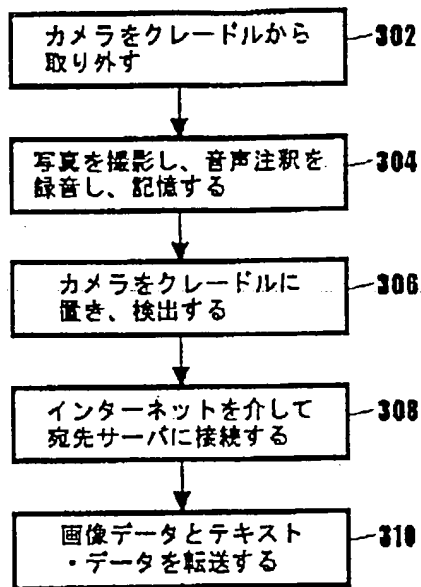 カメラをクレードルから
取り外す
302
写真を撮影し、音声注釈を
録音し、記憶する
304
カメラをクレードルに
置き、検出する
306
インターネットを介して
宛先サーバに接続する
308
画像データとテキスト
・データを転送する
310